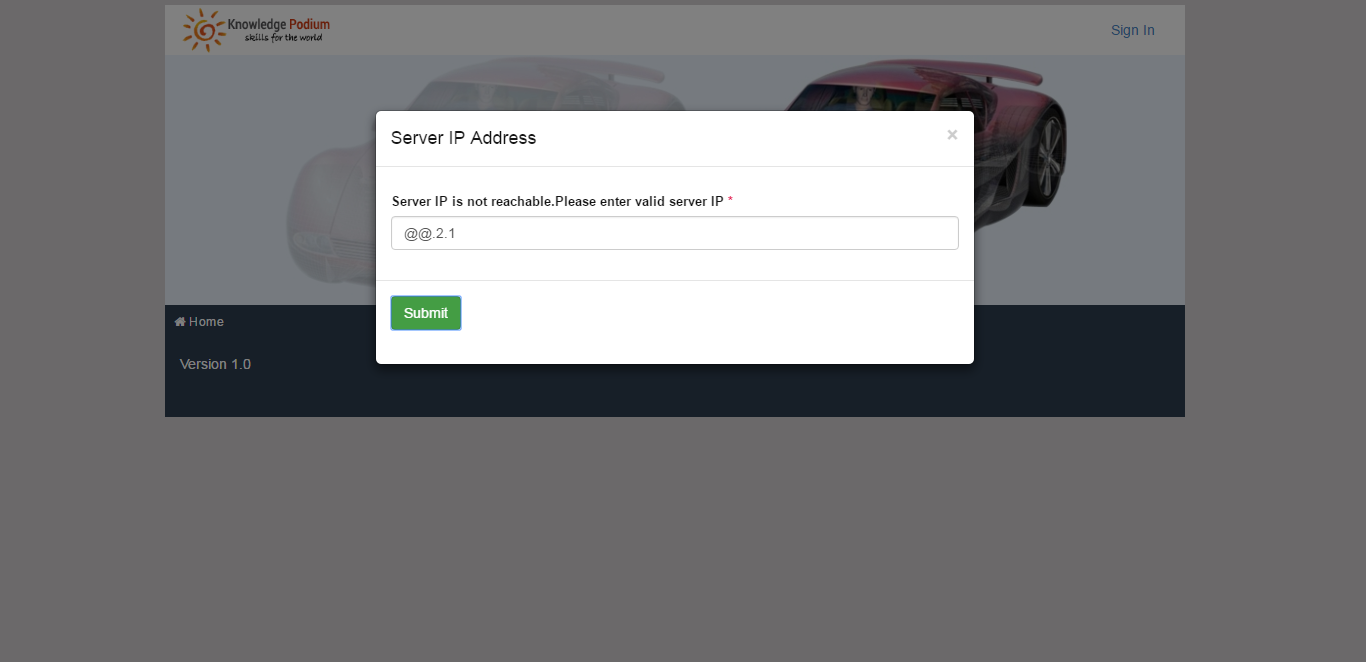 Knowledge Podium
skills for the world
Sign In
Server IP Address
×
Server IP is not reachable.Please enter valid server IP *
@@.2.1
Submit
Home
Version 1.0